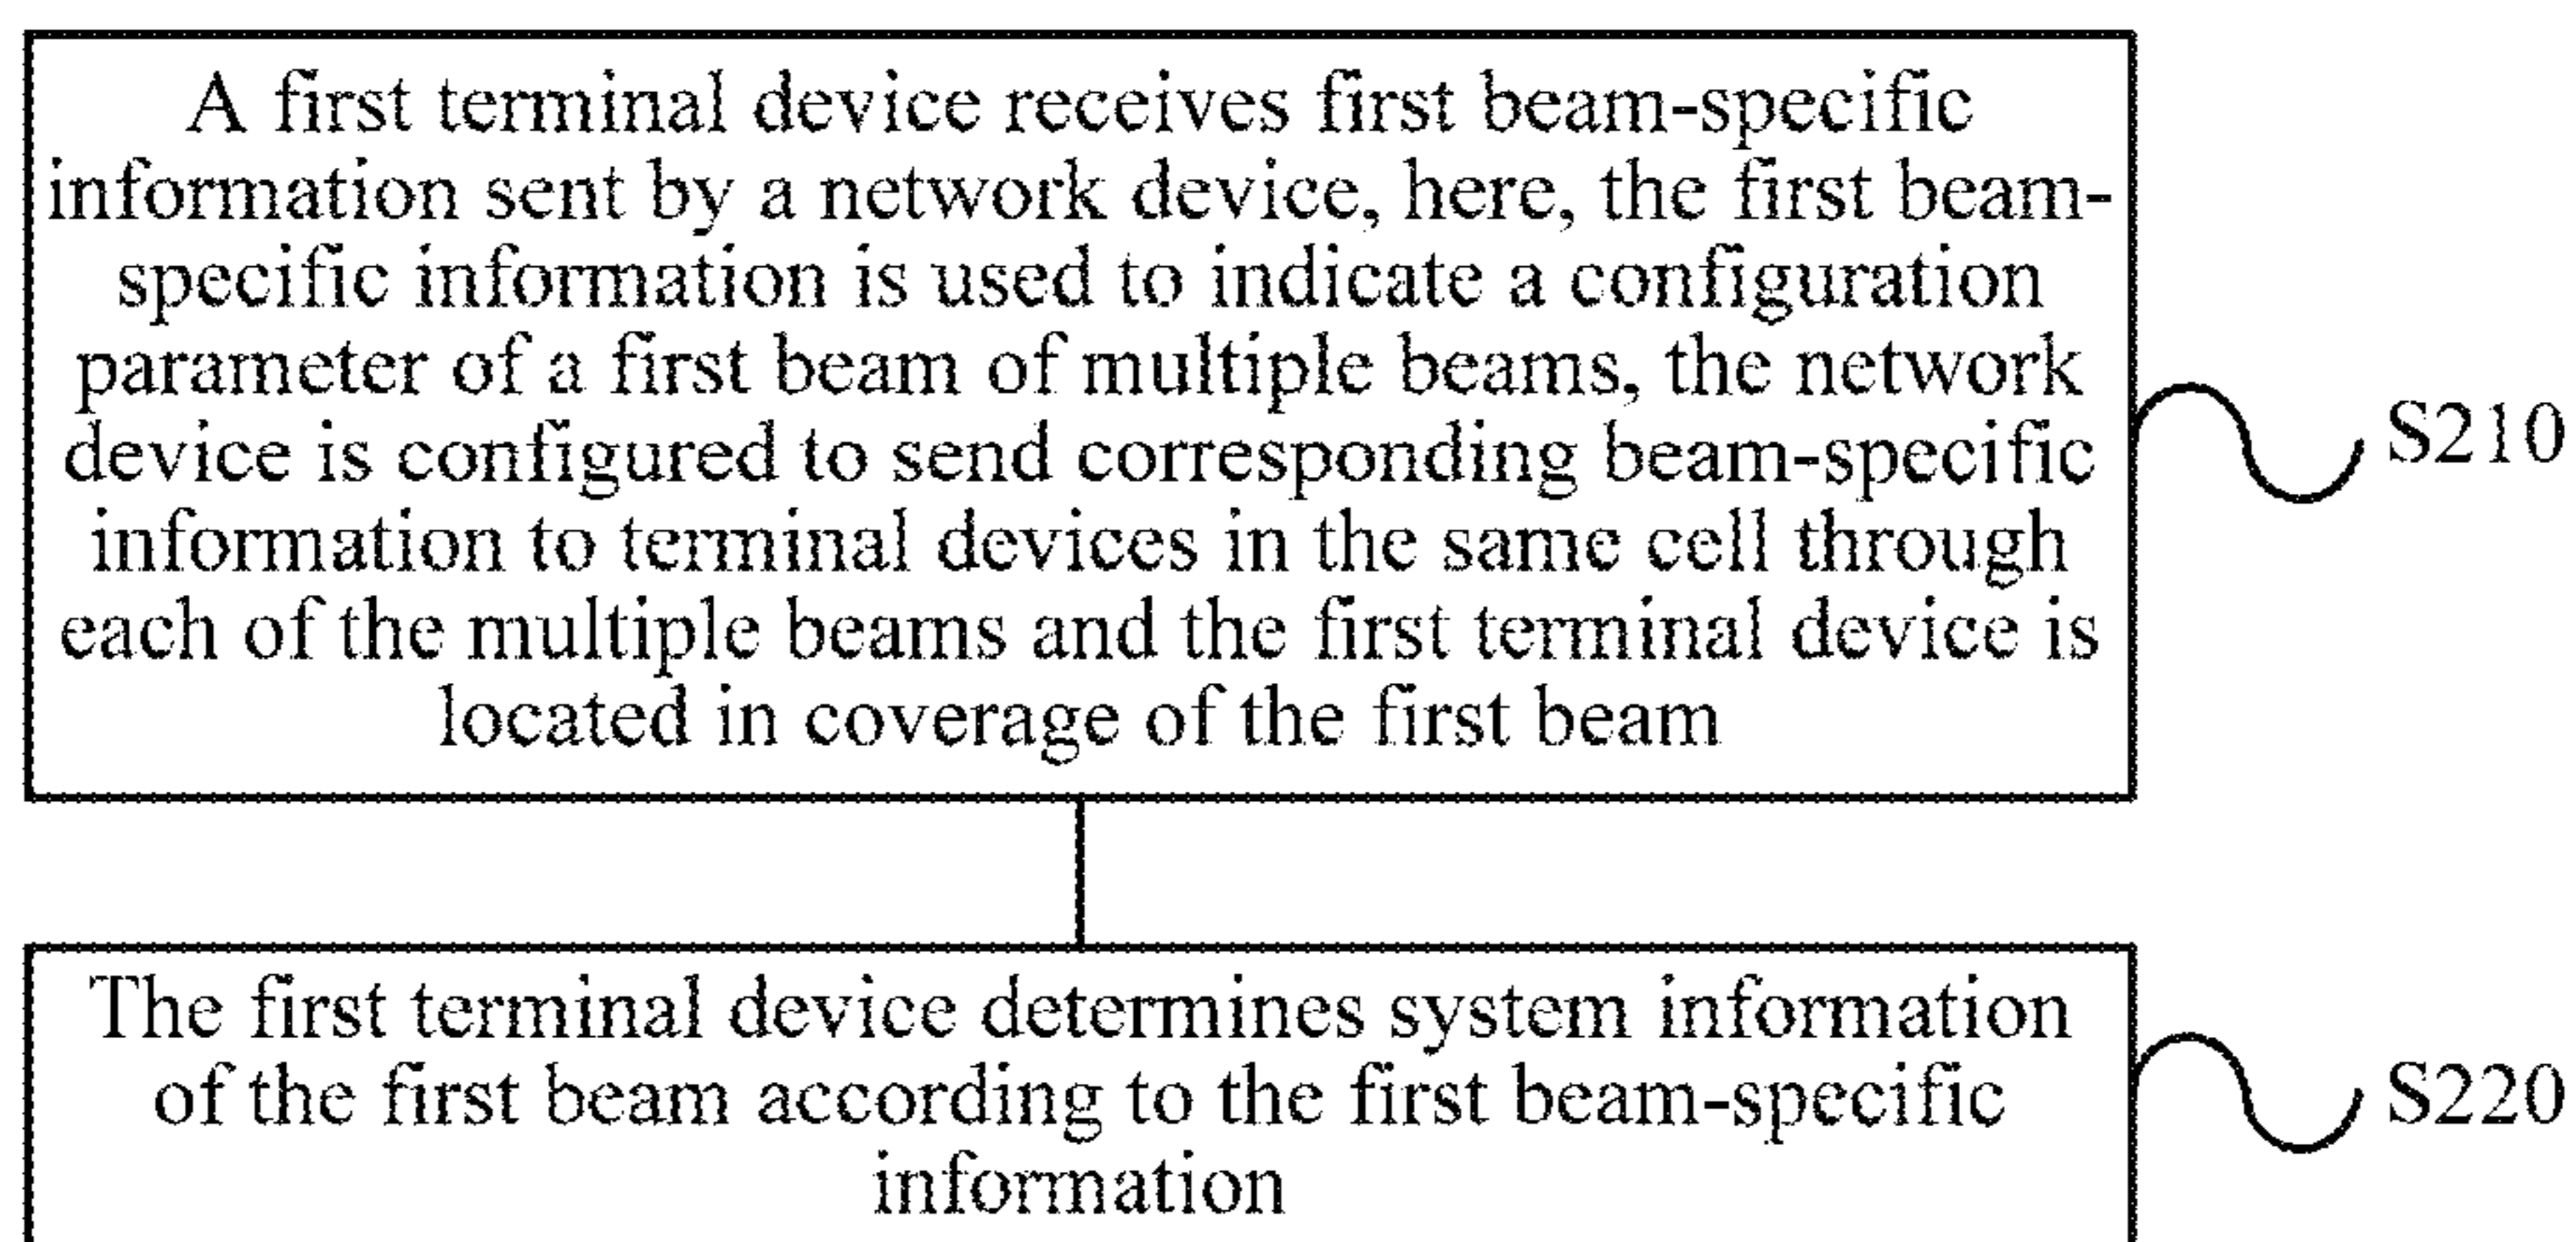 A first terminal device receives first beam-specific
information sent by a network device, here, the first beam-
specific information is used to indicate a configuration
parameter of a first beam of multiple beams, the network
device is configured to send corresponding beam-specific
information to terminal devices in the same cell through
each of the multiple beams and the first terminal device is
located in coverage of the first beam
S210
The first terminal device determines system information
of the first beam according to the first beam-specific
information
S220